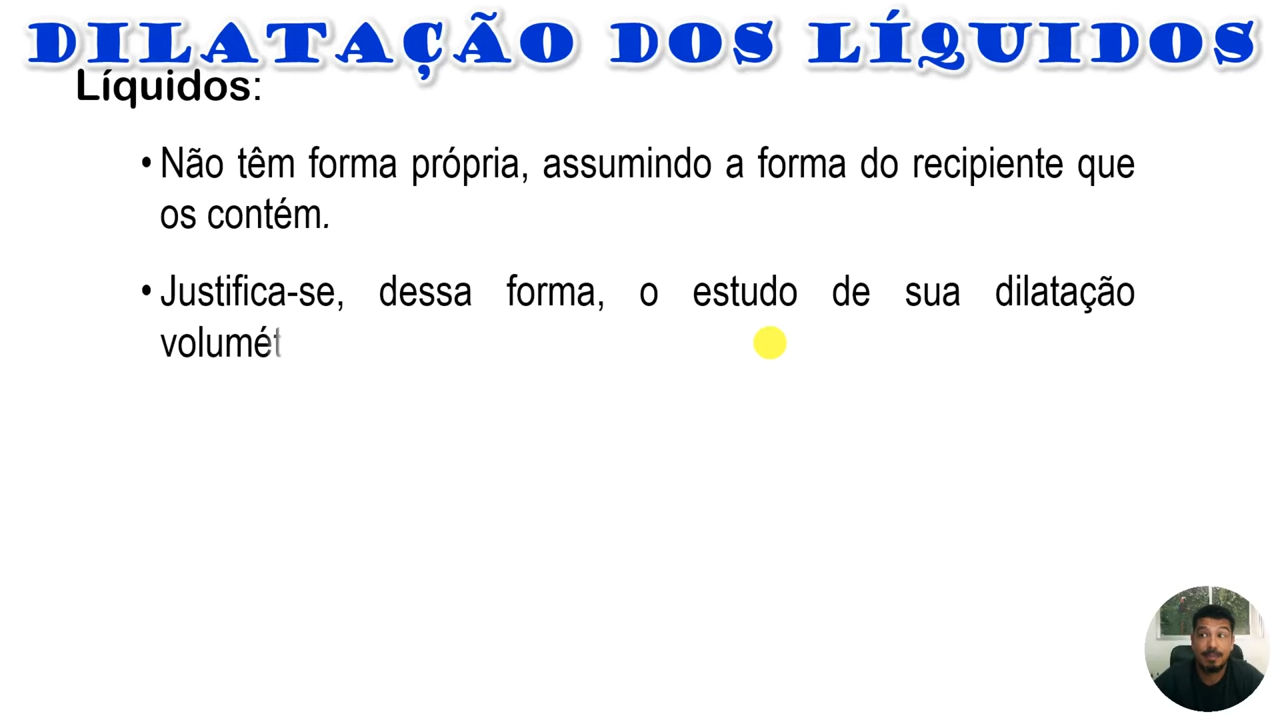 DILATAÇÃO DOS LÍQUIDOS
Líquidos:
• Não têm forma própria, assumindo a forma do recipiente que
os contém.
• Justifica-se, dessa forma, o estudo de sua dilatação
volumét